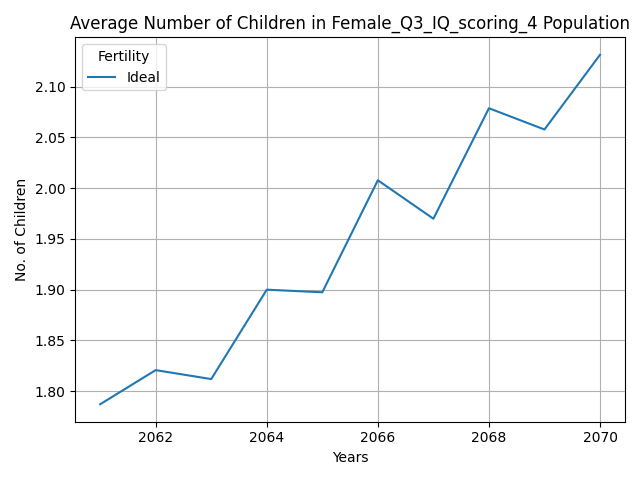 Average Number of Children in Female_Q3_IQ_scoring_4 Population
Fertility
Ideal
No. of Children
2.10
2.05
2.00
1.95
1.90
1.85
1.80
2062 2064 2066 2068 2070
Years